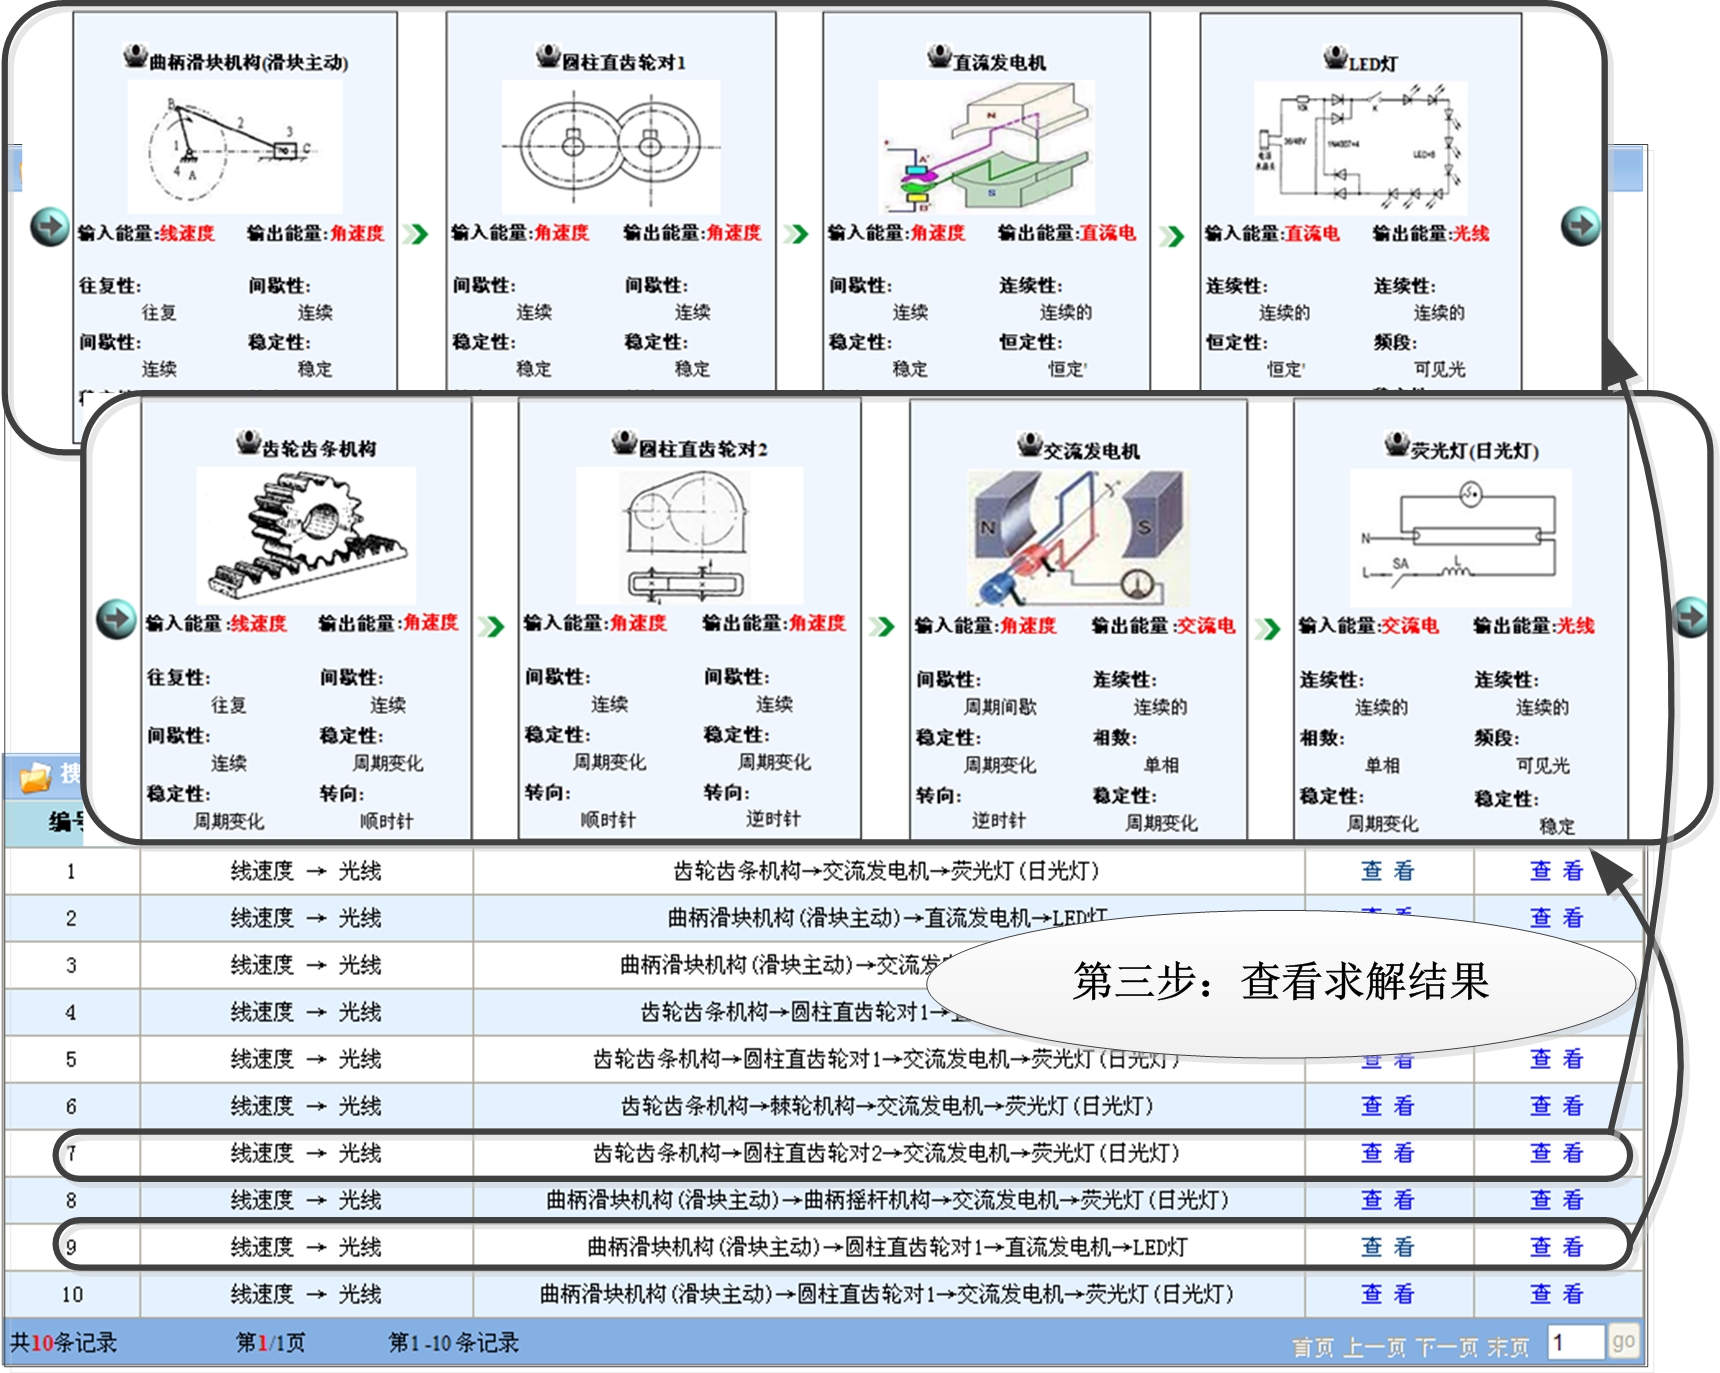 曲柄滑块机构(滑块主动)
圆柱直齿轮对1
直流发电机
LED灯
B
2
3
C
1
4
A
N
A'
S
B'
10k
K
36/48V
1N4007×4
LED×8
输入能量:线速度 输出能量:角速度
输入能量:角速度 输出能量:角速度
输入能量:角速度 输出能量:直流电
输入能量:直流电 输出能量:光线
往复性: 间歇性:
间歇性: 间歇性:
间歇性: 连续性:
连续性: 连续性:
往复 连续
连续 连续
连续 连续的
连续的 连续的
间歇性: 稳定性:
稳定性: 稳定性:
稳定性: 恒定性:
恒定性: 频段:
连续 稳定
稳定 稳定
稳定 恒定'
恒定' 可见光
齿轮齿条机构
圆柱直齿轮对2
交流发电机
荧光灯(日光灯)
N
S
N
SA
L
L
输入能量:线速度 输出能量:角速度
输入能量:角速度 输出能量:角速度
输入能量:角速度 输出能量:交流电
输入能量:交流电 输出能量:光线
往复性: 间歇性:
间歇性: 间歇性:
间歇性: 连续性:
连续性: 连续性:
往复 连续
连续 连续
周期间歇 连续的
连续的 连续的
间歇性: 稳定性:
稳定性: 稳定性:
稳定性: 相数:
相数: 频段:
连续 周期变化
周期变化 周期变化
周期变化 单相
单相 可见光
稳定性: 转向:
转向: 转向:
转向: 稳定性:
稳定性: 稳定性:
周期变化 顺时针
顺时针 逆时针
逆时针 周期变化
周期变化 稳定
搜
编号
1 线速度 → 光线 齿轮齿条机构→交流发电机→荧光灯(日光灯) 查 看 查 看
2 线速度 → 光线 曲柄滑块机构(滑块主动)→直流发电机→LED灯 查 看 查 看
3 线速度 → 光线 曲柄滑块机构(滑块主动)→交流发
4 线速度 → 光线 齿轮齿条机构→圆柱直齿轮对1→
第三步：查看求解结果
5 线速度 → 光线 齿轮齿条机构→圆柱直齿轮对1→交流发电机→荧光灯(日光灯) 查 看 查 看
6 线速度 → 光线 齿轮齿条机构→棘轮机构→交流发电机→荧光灯(日光灯) 查 看 查 看
7 线速度 → 光线 齿轮齿条机构→圆柱直齿轮对2→交流发电机→荧光灯(日光灯) 查 看 查 看
8 线速度 → 光线 曲柄滑块机构(滑块主动)→曲柄摇杆机构→交流发电机→荧光灯(日光灯) 查 看 查 看
9 线速度 → 光线 曲柄滑块机构(滑块主动)→圆柱直齿轮对1→直流发电机→LED灯 查 看 查 看
10 线速度 → 光线 曲柄滑块机构(滑块主动)→圆柱直齿轮对1→交流发电机→荧光灯(日光灯) 查 看 查 看
共10条记录 第1/1页 第1-10条记录 首页 上一页 下一页 末页 1 go